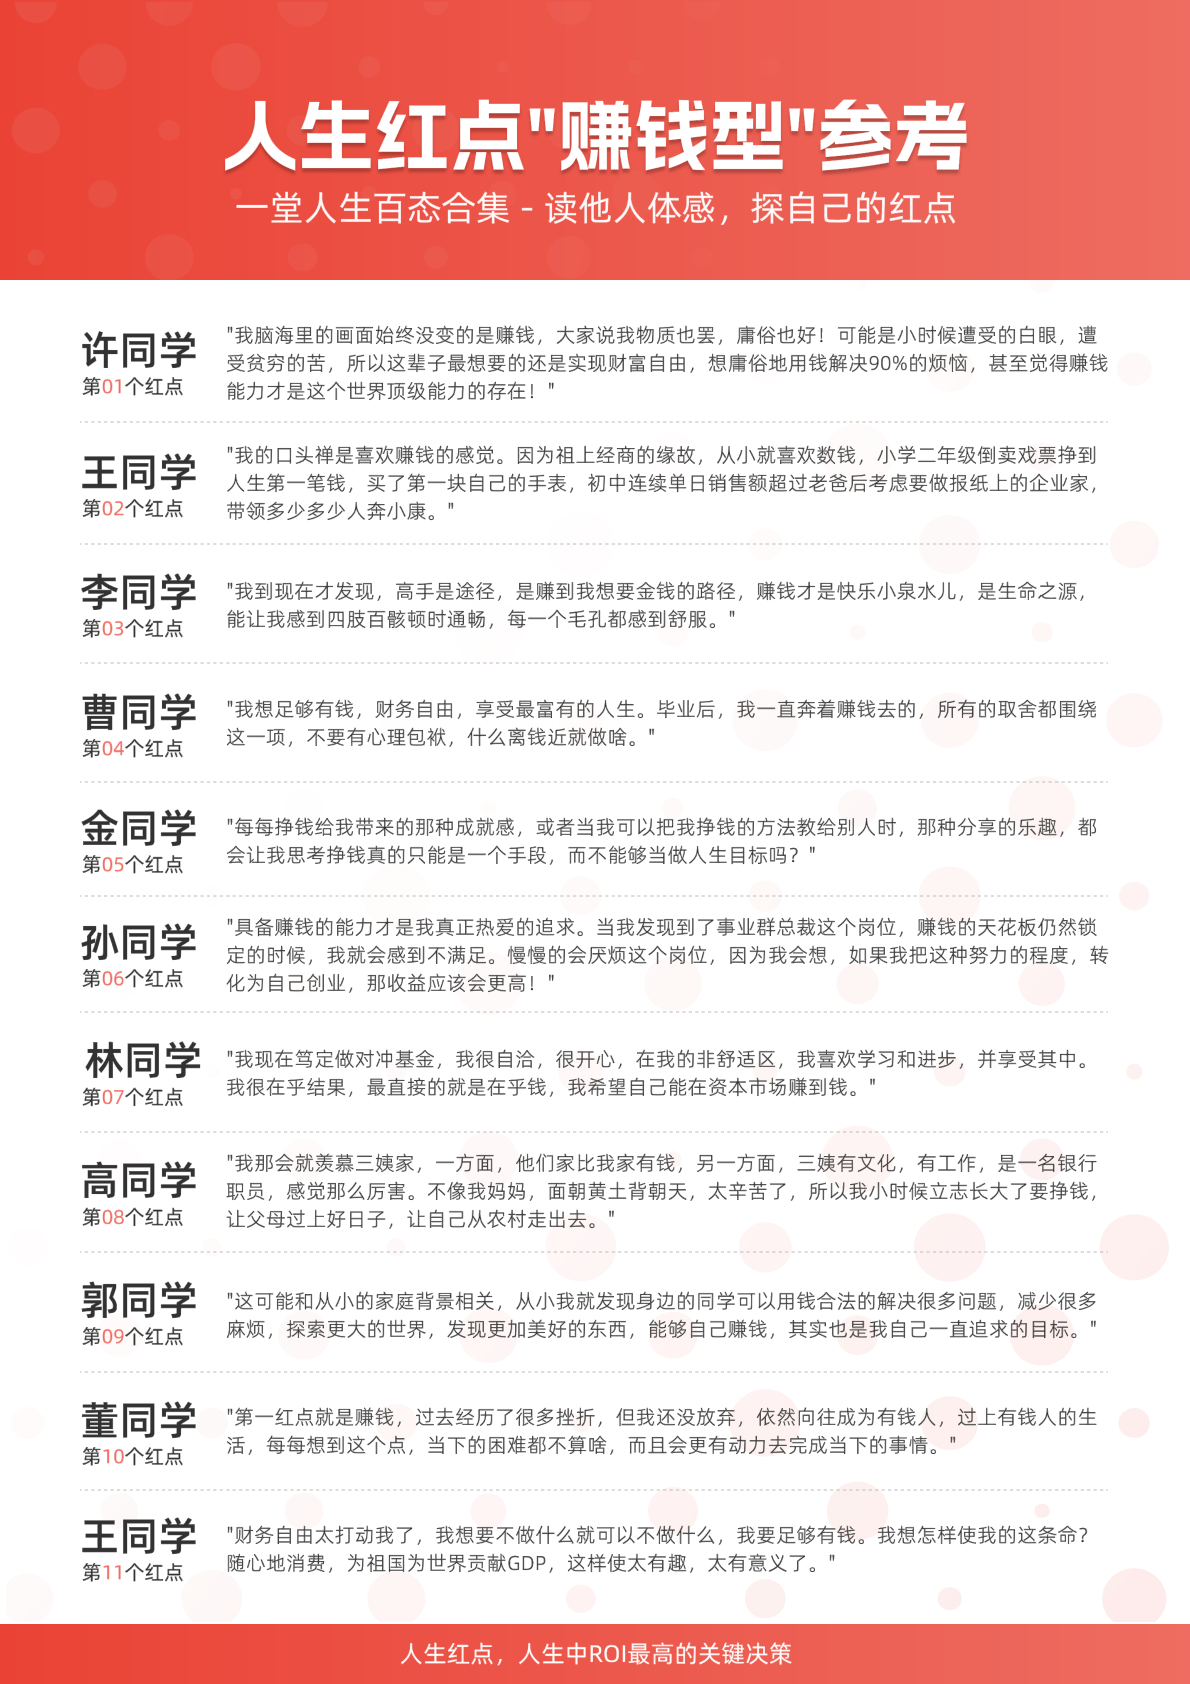 人生红点"赚钱型"参考
一堂人生百态合集 - 读他人体感，探自己的红点
许同学
第01个红点
"我脑海里的画面始终没变的是赚钱，大家说我物质也罢，庸俗也好！可能是小时候遭受的白眼，遭
受贫穷的苦，所以这辈子最想要的还是实现财富自由，想庸俗地用钱解决90%的烦恼，甚至觉得赚钱
能力才是这个世界顶级能力的存在！"
王同学
第02个红点
"我的口头禅是喜欢赚钱的感觉。因为祖上经商的缘故，从小就喜欢数钱，小学二年级倒卖戏票挣到
人生第一笔钱，买了第一块自己的手表，初中连续单日销售额超过老爸后考虑要做报纸上的企业家，
带领多少多少人奔小康。"
李同学
第03个红点
"我到现在才发现，高手是途径，是赚到我想要金钱的路径，赚钱才是快乐小泉水儿，是生命之源，
能让我感到四肢百骸顿时通畅，每一个毛孔都感到舒服。"
曹同学
第04个红点
"我想足够有钱，财务自由，享受最富有的人生。毕业后，我一直奔着赚钱去的，所有的取舍都围绕
这一项，不要有心理包袱，什么离钱近就做啥。"
金同学
第05个红点
"每每挣钱给我带来的那种成就感，或者当我可以把我挣钱的方法教给别人时，那种分享的乐趣，都
会让我思考挣钱真的只能是一个手段，而不能够当做人生目标吗？"
孙同学
第06个红点
"具备赚钱的能力才是我真正热爱的追求。当我发现到了事业群总裁这个岗位，赚钱的天花板仍然锁
定的时候，我就会感到不满足。慢慢的会厌烦这个岗位，因为我会想，如果我把这种努力的程度，转
化为自己创业，那收益应该会更高！"
林同学
第07个红点
"我现在笃定做对冲基金，我很自洽，很开心，在我的非舒适区，我喜欢学习和进步，并享受其中。
我很在乎结果，最直接的就是在乎钱，我希望自己能在资本市场赚到钱。"
高同学
第08个红点
"我那会就羡慕三姨家，一方面，他们家比我家有钱，另一方面，三姨有文化，有工作，是一名银行
职员，感觉那么厉害。不像我妈妈，面朝黄土背朝天，太辛苦了，所以我小时候立志长大了要挣钱，
让父母过上好日子，让自己从农村走出去。"
郭同学
第09个红点
"这可能和从小的家庭背景相关，从小我就发现身边的同学可以用钱合法的解决很多问题，减少很多
麻烦，探索更大的世界，发现更加美好的东西，能够自己赚钱，其实也是我自己一直追求的目标。"
董同学
第10个红点
"第一红点就是赚钱，过去经历了很多挫折，但我还没放弃，依然向往成为有钱人，过上有钱人的生
活，每每想到这个点，当下的困难都不算啥，而且会更有动力去完成当下的事情。"
王同学
第11个红点
"财务自由太打动我了，我想要不做什么就可以不做什么，我要足够有钱。我想怎样使我的这条命？
随心地消费，为祖国为世界贡献GDP，这样使太有趣，太有意义了。"
人生红点，人生中ROI最高的关键决策